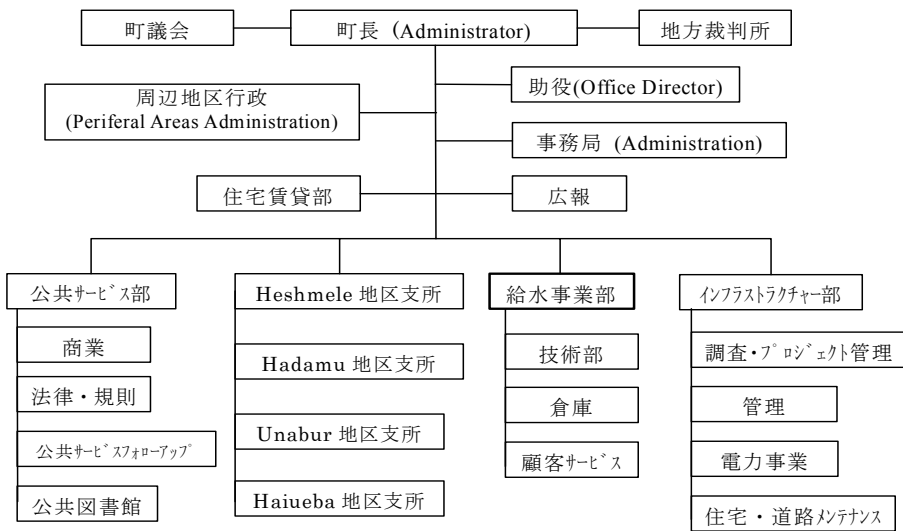 町議会
町長 (Administrator)
地方裁判所
助役(Office Director)
周辺地区行政
(Periferal Areas Administration)
事務局 (Administration)
住宅賃貸部
広報
公共ｻｰﾋﾞｽ部
Heshmele 地区支所
給水事業部
ｲﾝﾌﾗｽﾄﾗｸﾁｬｰ部
商業
Hadamu 地区支所
技術部
調査・ﾌﾟﾛｼﾞｪｸﾄ管理
法律・規則
Unabur 地区支所
倉庫
管理
公共ｻｰﾋﾞｽﾌｫﾛｰｱｯﾌﾟ
Haiueba 地区支所
顧客ｻｰﾋﾞｽ
電力事業
公共図書館
住宅・道路ﾒﾝﾃﾅﾝｽ